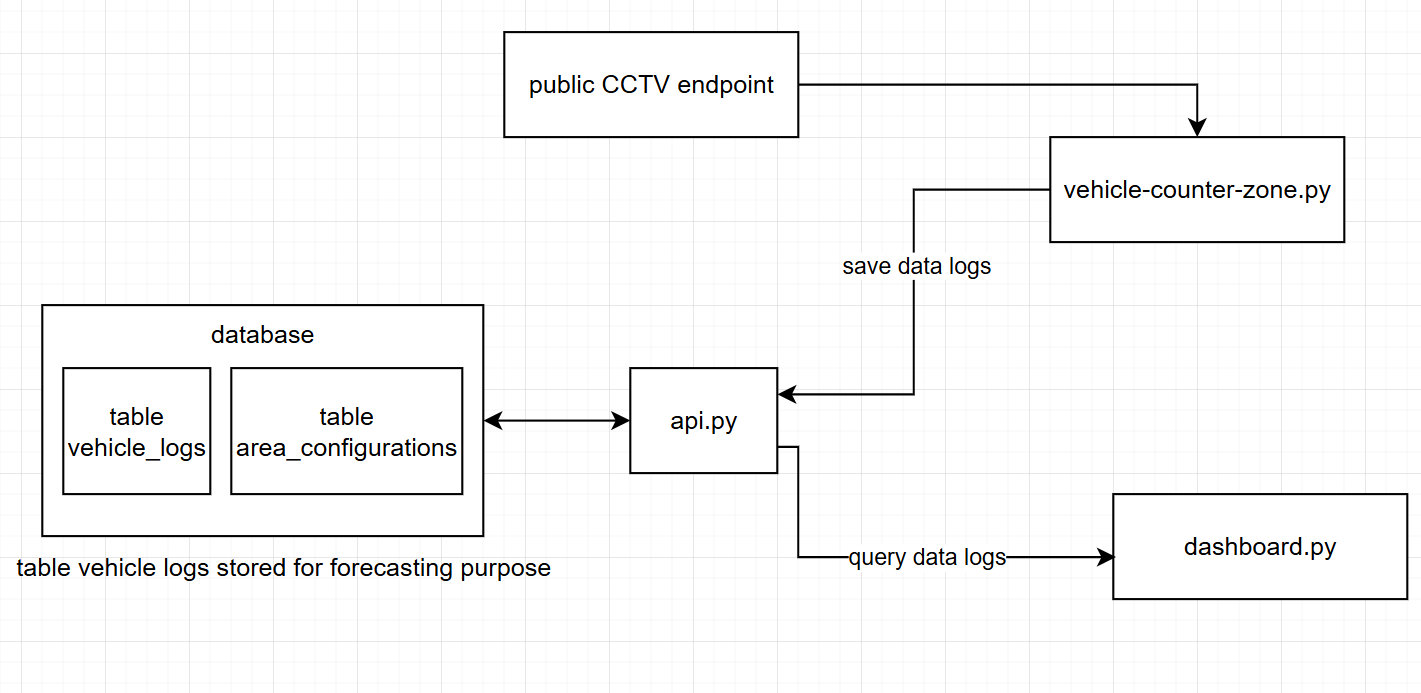 public CCTV endpoint
vehicle-counter-zone.py
save data logs
database
table
vehicle_logs
table
area_configurations
api.py
query data logs
dashboard.py
table vehicle logs stored for forecasting purpose